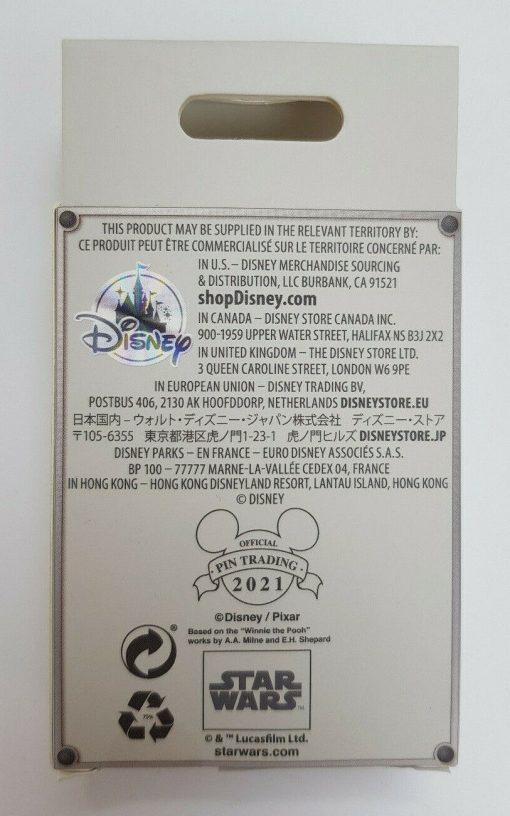 THIS PRODUCT MAY BE SUPPLIED IN THE RELEVANT TERRITORY BY:
CE PRODUIT PEUT ÊTRE COMMERCIALISÉ SUR LE TERRITOIRE CONCERNÉ PAR:
IN U.S. – DISNEY MERCHANDISE SOURCING
& DISTRIBUTION, LLC BURBANK, CA 91521
shopDisney.com
Disney
IN CANADA – DISNEY STORE CANADA INC.
900-1959 UPPER WATER STREET, HALIFAX NS B3J 2X2
IN UNITED KINGDOM – THE DISNEY STORE LTD.
3 QUEEN CAROLINE STREET, LONDON W6 9PE
IN EUROPEAN UNION – DISNEY TRADING BV,
POSTBUS 406, 2130 AK HOOFDORP, NETHERLANDS DISNEYSTORE.EU
日本国内 – ウォルト・ディズニー・ジャパン株式会社 ディズニー・ストア
〒105-6355 東京都港区虎ノ門1-23-1 虎ノ門ヒルズ DISNEYSTORE.JP
DISNEY PARKS – EN FRANCE – EURO DISNEY ASSOCIÉS S.A.S.
BP 100 – 77777 MARNE-LA-VALLÉE CEDEX 04, FRANCE
IN HONG KONG – HONG KONG DISNEYLAND RESORT, LANTAU ISLAND, HONG KONG
© DISNEY
OFFICIAL
·PIN TRADING·
2021
©Disney / Pixar
Based on the "Winnie the Pooh"
works by A.A. Milne and E.H. Shepard
®
STAR
WARS™
75%
© & ™ Lucasfilm Ltd.
starwars.com